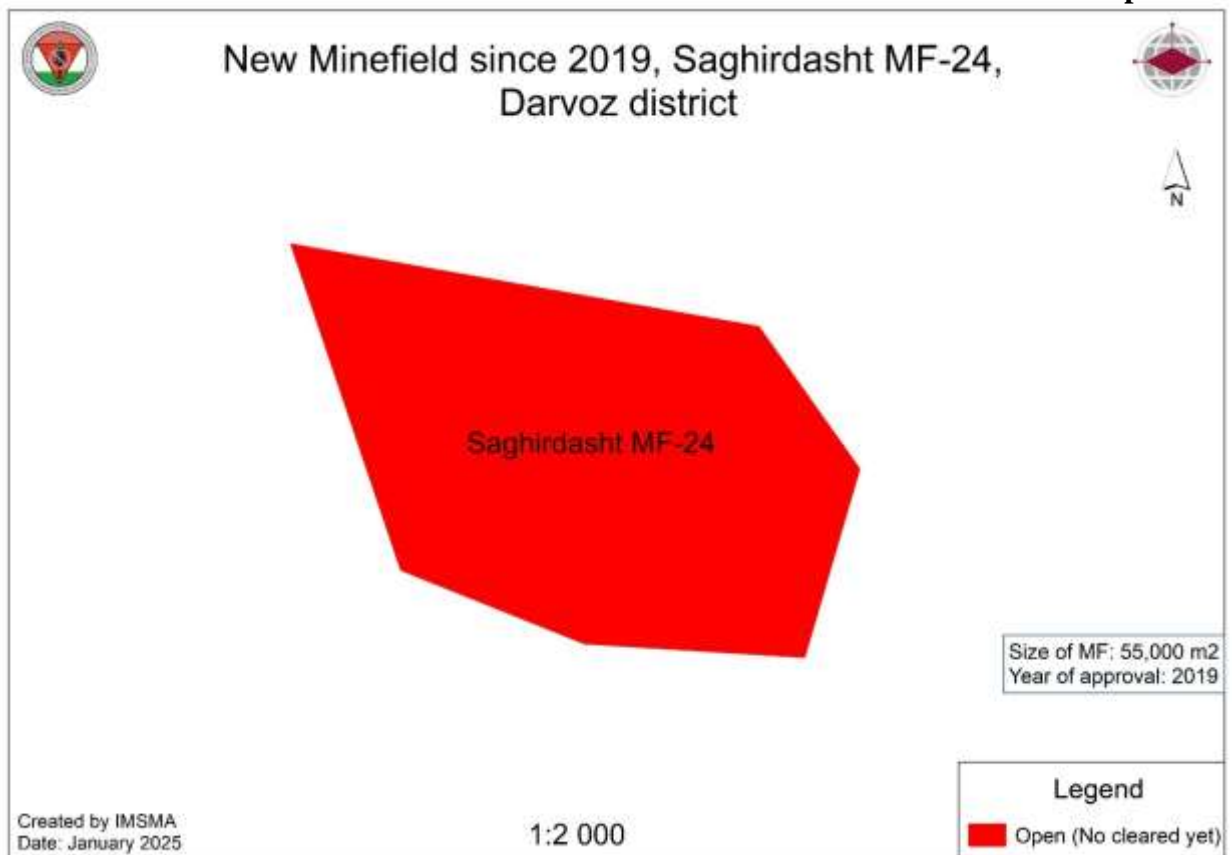 New Minefield since 2019, Saghirdasht MF-24,
Darvoz district
N
Saghirdasht MF-24
Size of MF: 55,000 m2
Year of approval: 2019
Legend
Open (No cleared yet)
Created by IMSMA
Date: January 2025
1:2 000